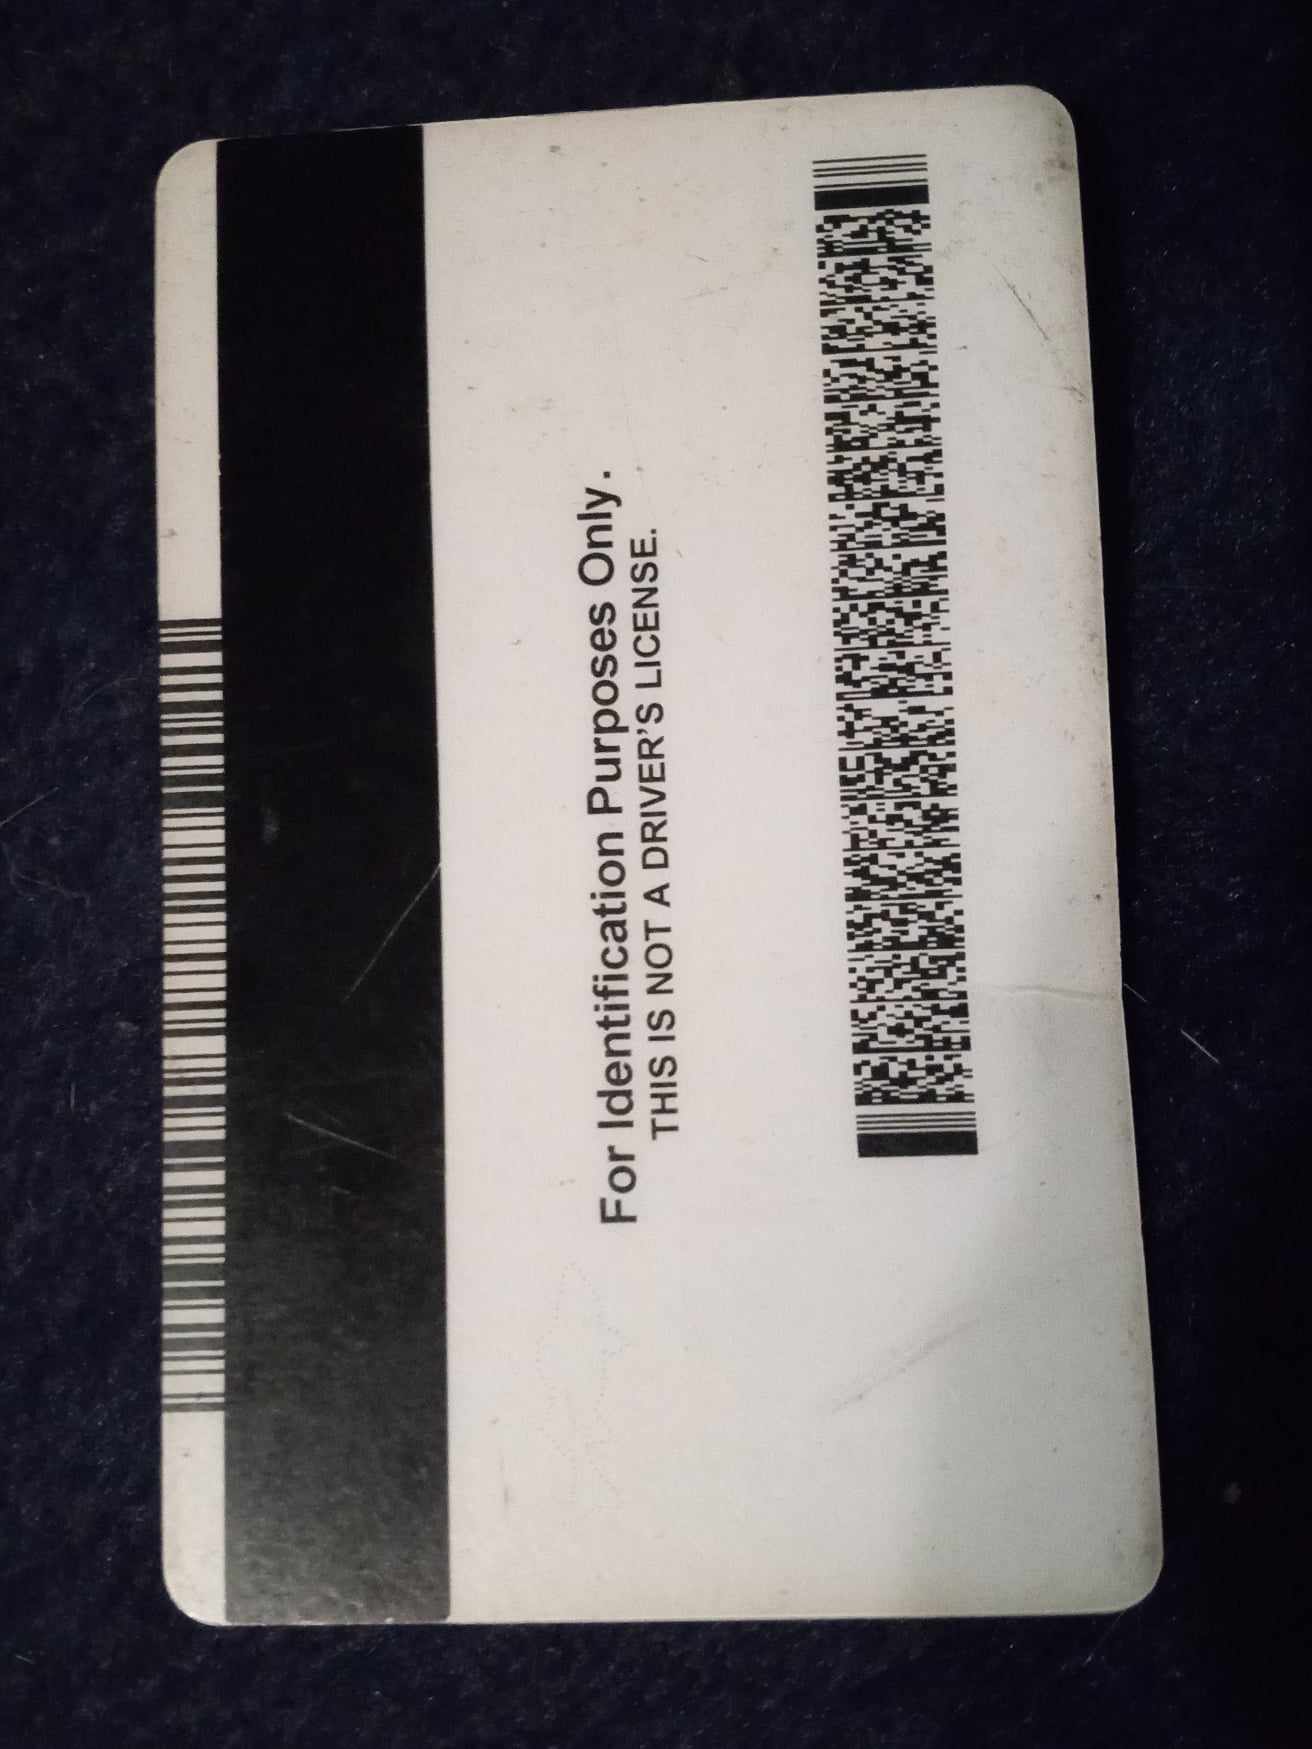 For Identification Purposes Only.
THIS IS NOT A DRIVER'S LICENSE.